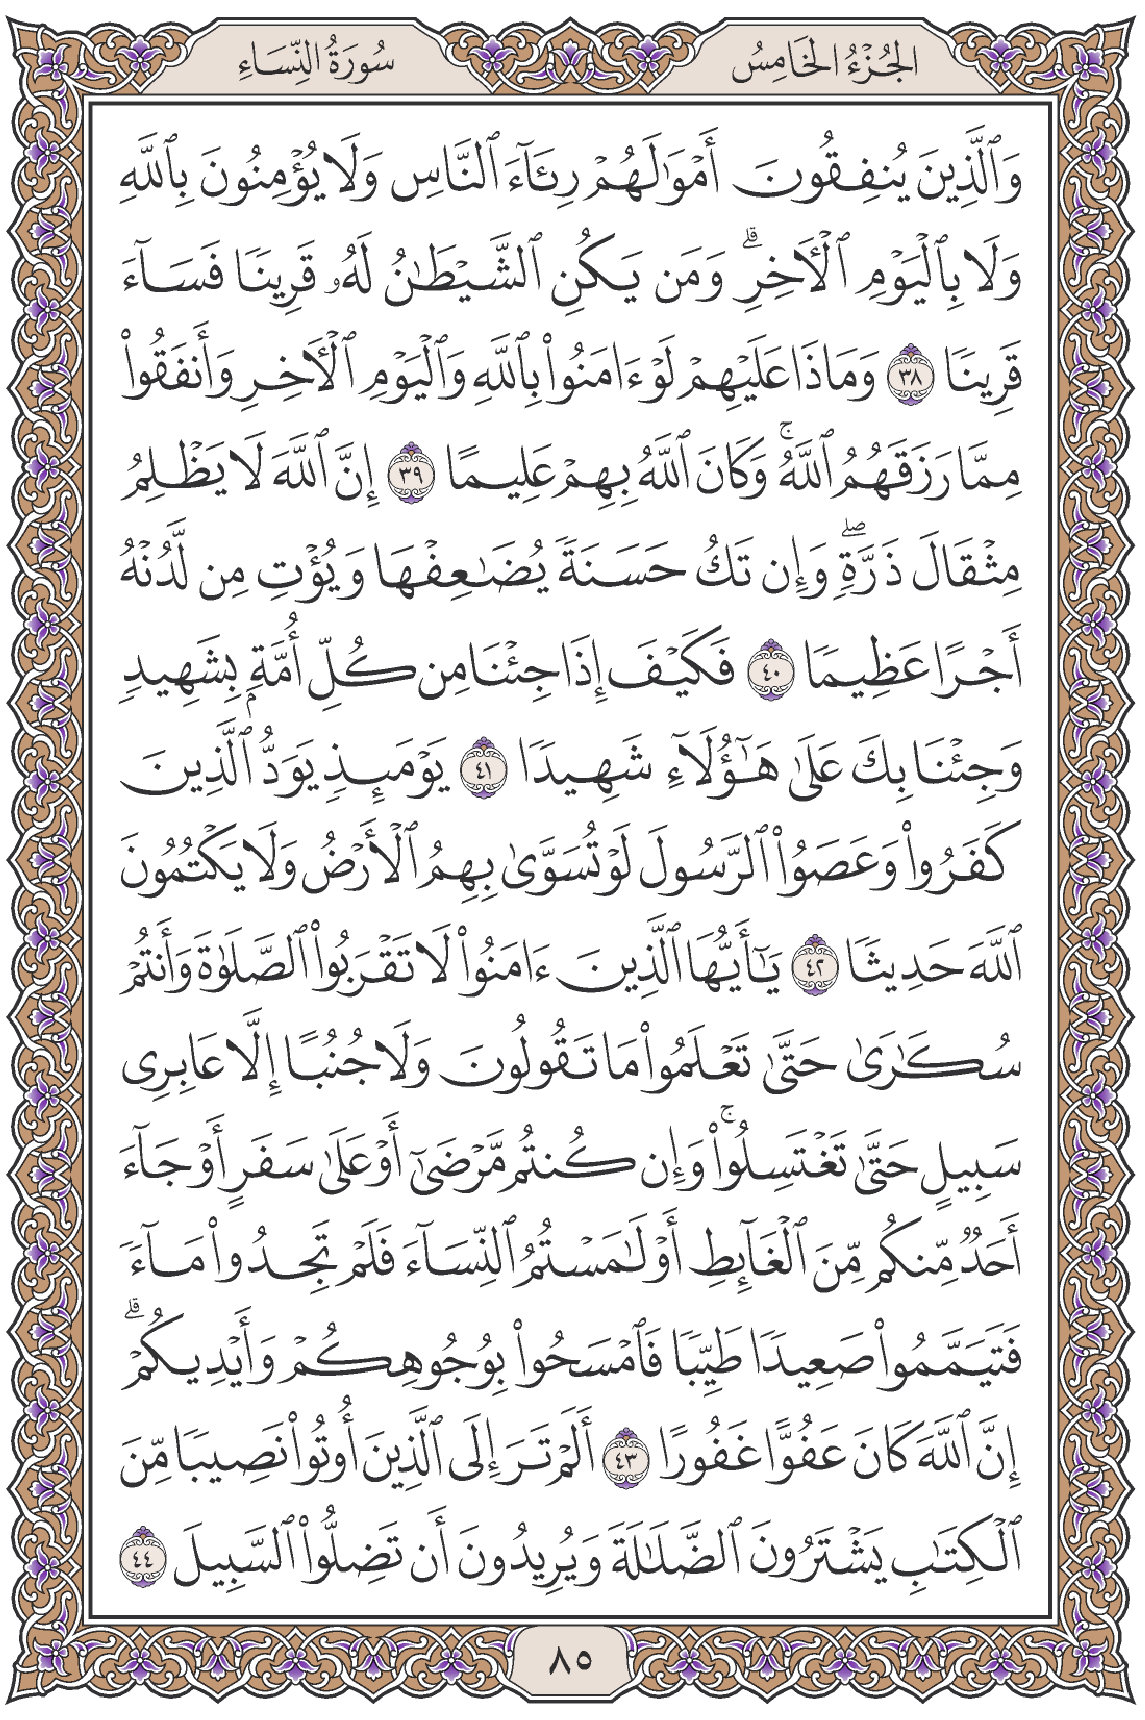 الجُزْءُ الخَامِسُ
سُورَةُ النِّسَاءِ
وَٱلَّذِينَ يُنفِقُونَ أَمْوَٰلَهُمْ رِئَآءَ ٱلنَّاسِ وَلَا يُؤْمِنُونَ بِٱللَّهِ
وَلَا بِٱلْيَوْمِ ٱلْـَٔاخِرِ ۗ وَمَن يَكُنِ ٱلشَّيْطَٰنُ لَهُۥ قَرِينًا فَسَآءَ
قَرِينًا ٣٨ وَمَاذَا عَلَيْهِمْ لَوْ ءَامَنُوا۟ بِٱللَّهِ وَٱلْيَوْمِ ٱلْـَٔاخِرِ وَأَنفَقُوا۟
مِمَّا رَزَقَهُمُ ٱللَّهُ ۚ وَكَانَ ٱللَّهُ بِهِمْ عَلِيمًا ٣٩ إِنَّ ٱللَّهَ لَا يَظْلِمُ
مِثْقَالَ ذَرَّةٍ ۖ وَإِن تَكُ حَسَنَةً يُضَٰعِفْهَا وَيُؤْتِ مِن لَّدُنْهُ
أَجْرًا عَظِيمًا ٤٠ فَكَيْفَ إِذَا جِئْنَا مِن كُلِّ أُمَّةٍۭ بِشَهِيدٍ
وَجِئْنَا بِكَ عَلَىٰ هَٰٓؤُلَآءِ شَهِيدًا ٤١ يَوْمَئِذٍ يَوَدُّ ٱلَّذِينَ
كَفَرُوا۟ وَعَصَوُا۟ ٱلرَّسُولَ لَوْ تُسَوَّىٰ بِهِمُ ٱلْأَرْضُ وَلَا يَكْتُمُونَ
ٱللَّهَ حَدِيثًا ٤٢ يَٰٓأَيُّهَا ٱلَّذِينَ ءَامَنُوا۟ لَا تَقْرَبُوا۟ ٱلصَّلَوٰةَ وَأَنتُمْ
سُكَٰرَىٰ حَتَّىٰ تَعْلَمُوا۟ مَا تَقُولُونَ وَلَا جُنُبًا إِلَّا عَابِرِى
سَبِيلٍ حَتَّىٰ تَغْتَسِلُوا۟ ۚ وَإِن كُنتُم مَّرْضَىٰٓ أَوْ عَلَىٰ سَفَرٍ أَوْ جَآءَ
أَحَدٌ مِّنكُم مِّنَ ٱلْغَآئِطِ أَوْ لَٰمَسْتُمُ ٱلنِّسَآءَ فَلَمْ تَجِدُوا۟ مَآءً
فَتَيَمَّمُوا۟ صَعِيدًا طَيِّبًا فَٱمْسَحُوا۟ بِوُجُوهِكُمْ وَأَيْدِيكُمْ ۗ
إِنَّ ٱللَّهَ كَانَ عَفُوًّا غَفُورًا ٤٣ أَلَمْ تَرَ إِلَى ٱلَّذِينَ أُوتُوا۟ نَصِيبًا مِّنَ
ٱلْكِتَٰبِ يَشْتَرُونَ ٱلضَّلَٰلَةَ وَيُرِيدُونَ أَن تَضِلُّوا۟ ٱلسَّبِيلَ ٤٤
٨٥